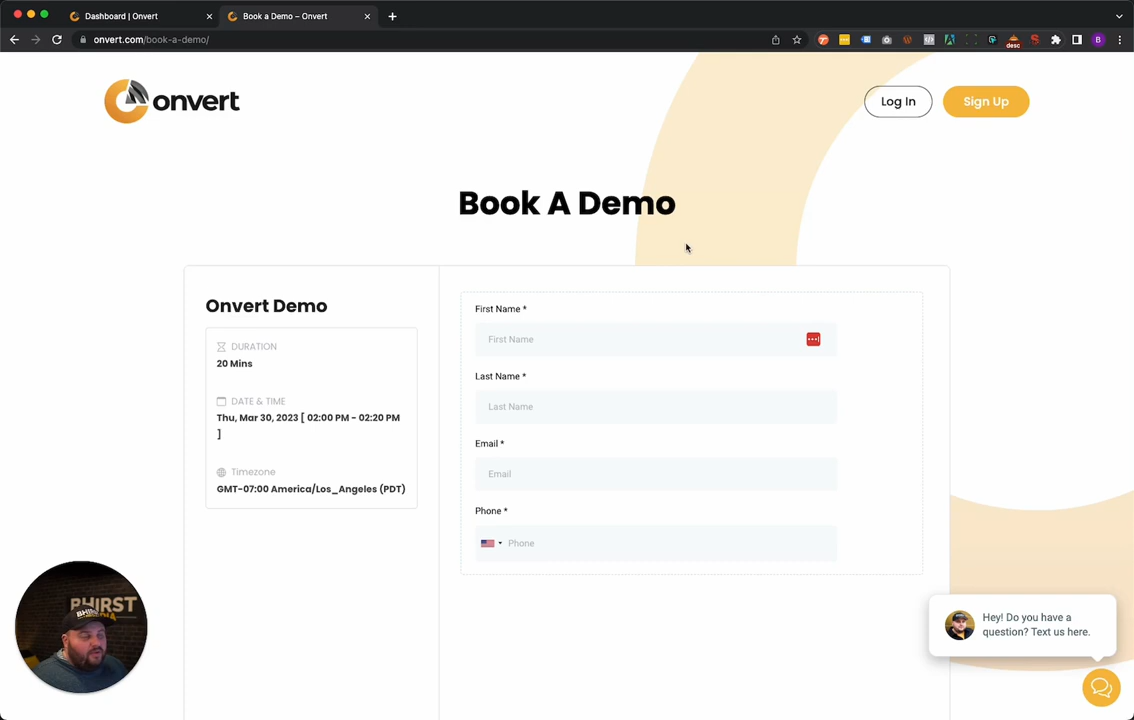 Dashboard | Onvert
Book a Demo – Onvert
onvert.com/book-a-demo/
desc
B
onvert
Log In
Sign Up
Book A Demo
Onvert Demo
DURATION
20 Mins
DATE & TIME
Thu, Mar 30, 2023 [ 02:00 PM - 02:20 PM
]
Timezone
GMT-07:00 America/Los_Angeles (PDT)
First Name *
First Name
Last Name *
Last Name
Email *
Email
Phone *
Phone
BHIRST
Hey! Do you have a
question? Text us here.